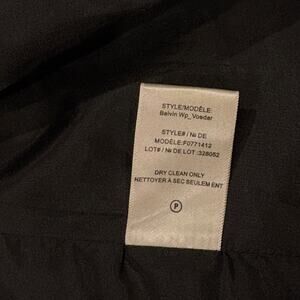 STYLE/MODÈLE:
Belvin Wp_Voedar
STYLE# / № DE
MODÈLE:F0771412
LOT# / № DE LOT :328052
DRY CLEAN ONLY
NETTOYER À SEC SEULEMENT
P